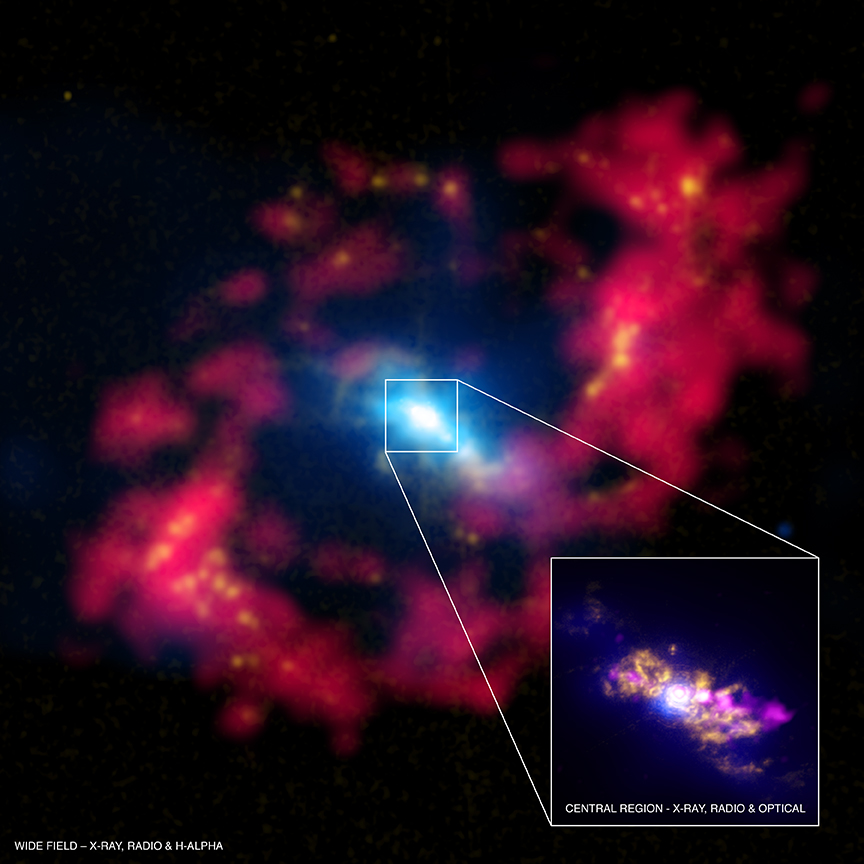 CENTRAL REGION - X-RAY, RADIO & OPTICAL
WIDE FIELD – X-RAY, RADIO & H-ALPHA